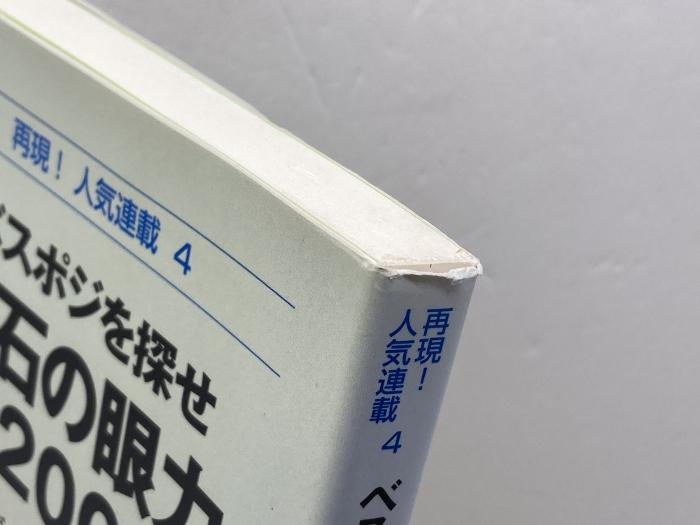 再現！人気連載 4
ベスポジを探せ
石の眼力
200
再現！
人気連載 4
ベス